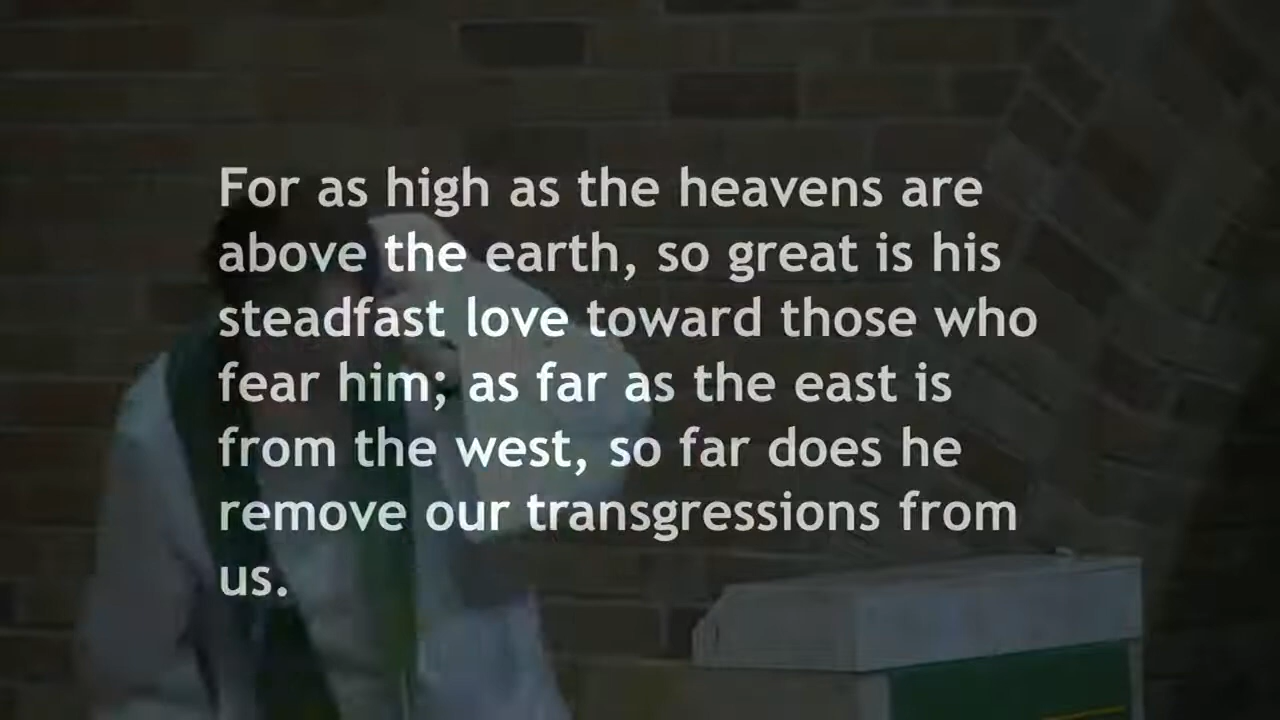 For as high as the heavens are
above the earth, so great is his
steadfast love toward those who
fear him; as far as the east is
from the west, so far does he
remove our transgressions from
us.